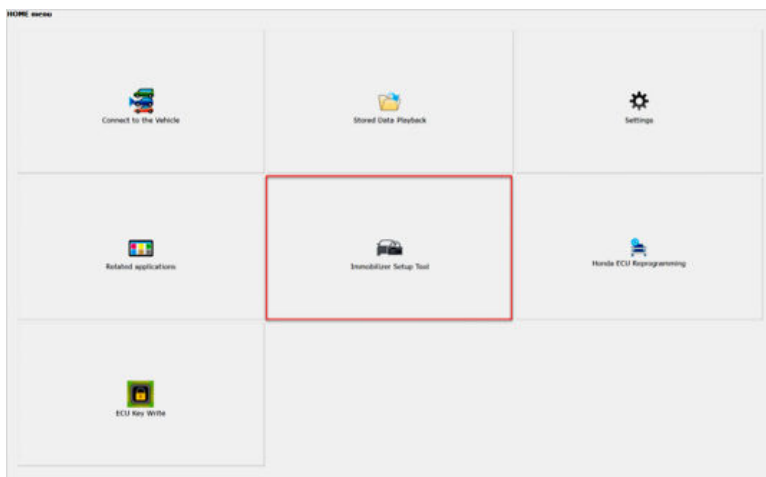 HOME menu
Connect to the Vehicle
Stored Data Playback
Settings
Related applications
Immobilizer Setup Tool
Honda ECU Reprogramming
ECU Key Write